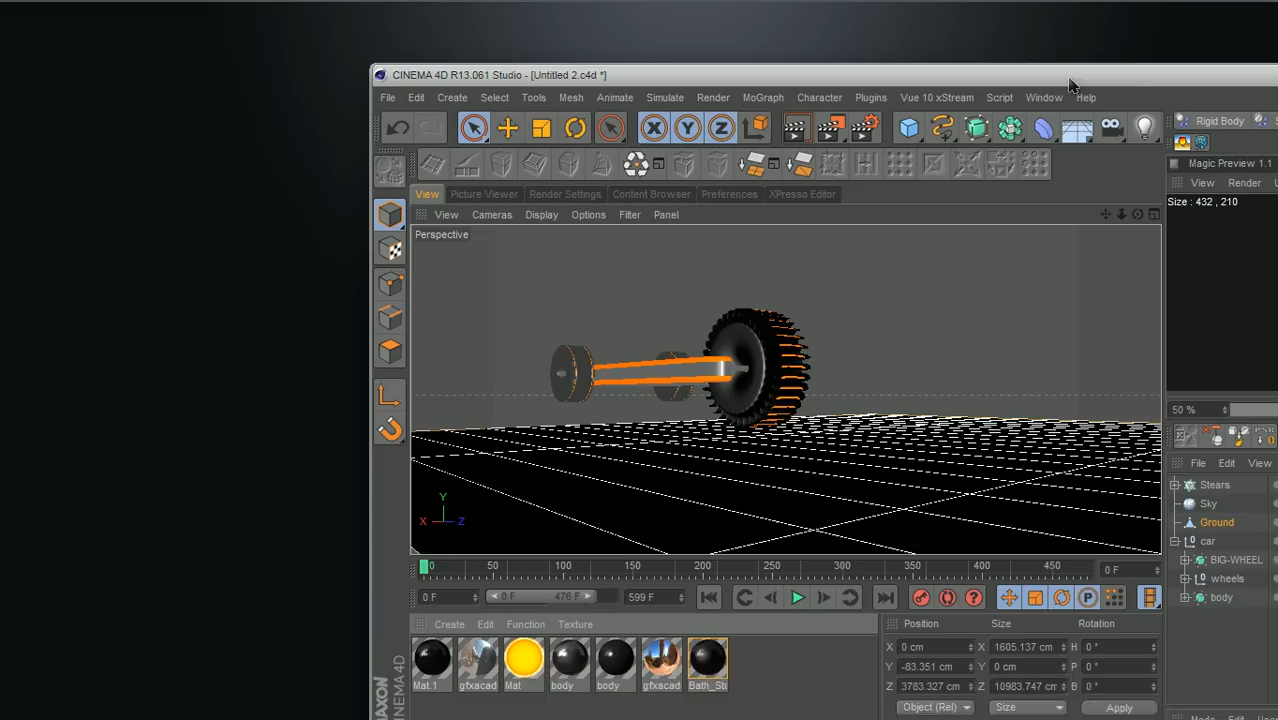 CINEMA 4D R13.061 Studio - [Untitled 2.c4d *]
File Edit Create Select Tools Mesh Animate Simulate Render MoGraph Character Plugins Vue 10 xStream Script Window Help
Rigid Body
X Y Z
PSR
0
View Picture Viewer Render Settings Content Browser Preferences XPresso Editor
Magic Preview 1.1
View Cameras Display Options Filter Panel
View Render
Size : 432 , 210
Perspective
50 %
File Edit View
Stears
Sky
Ground
car
BIG-WHEEL
wheels
body
Y
X Z
0 50 100 150 200 250 300 350 400 450 0 F
0 F 0 F 476 F 599 F
P
Create Edit Function Texture
Position Size Rotation
X 0 cm X 1605.137 cm H 0 °
Y -83.351 cm Y 0 cm P 0 °
Z 3783.327 cm Z 10983.747 cm B 0 °
Mat.1 gfxacad Mat body body gfxacad Bath_Stu
Object (Rel) Size Apply
MAXON
CINEMA 4D